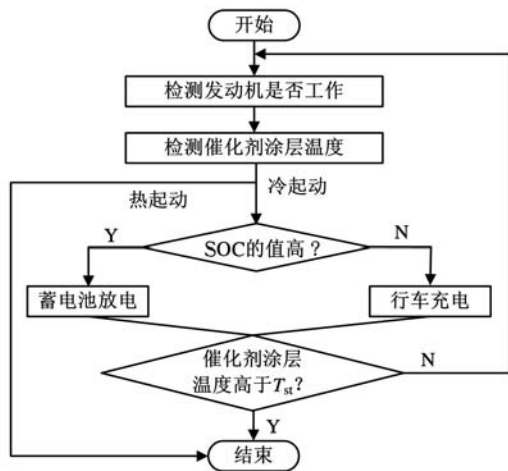 开始
检测发动机是否工作
检测催化剂涂层温度
热起动
冷起动
Y
SOC的值高?
N
蓄电池放电
行车充电
催化剂涂层
温度高于Tst?
N
Y
结束